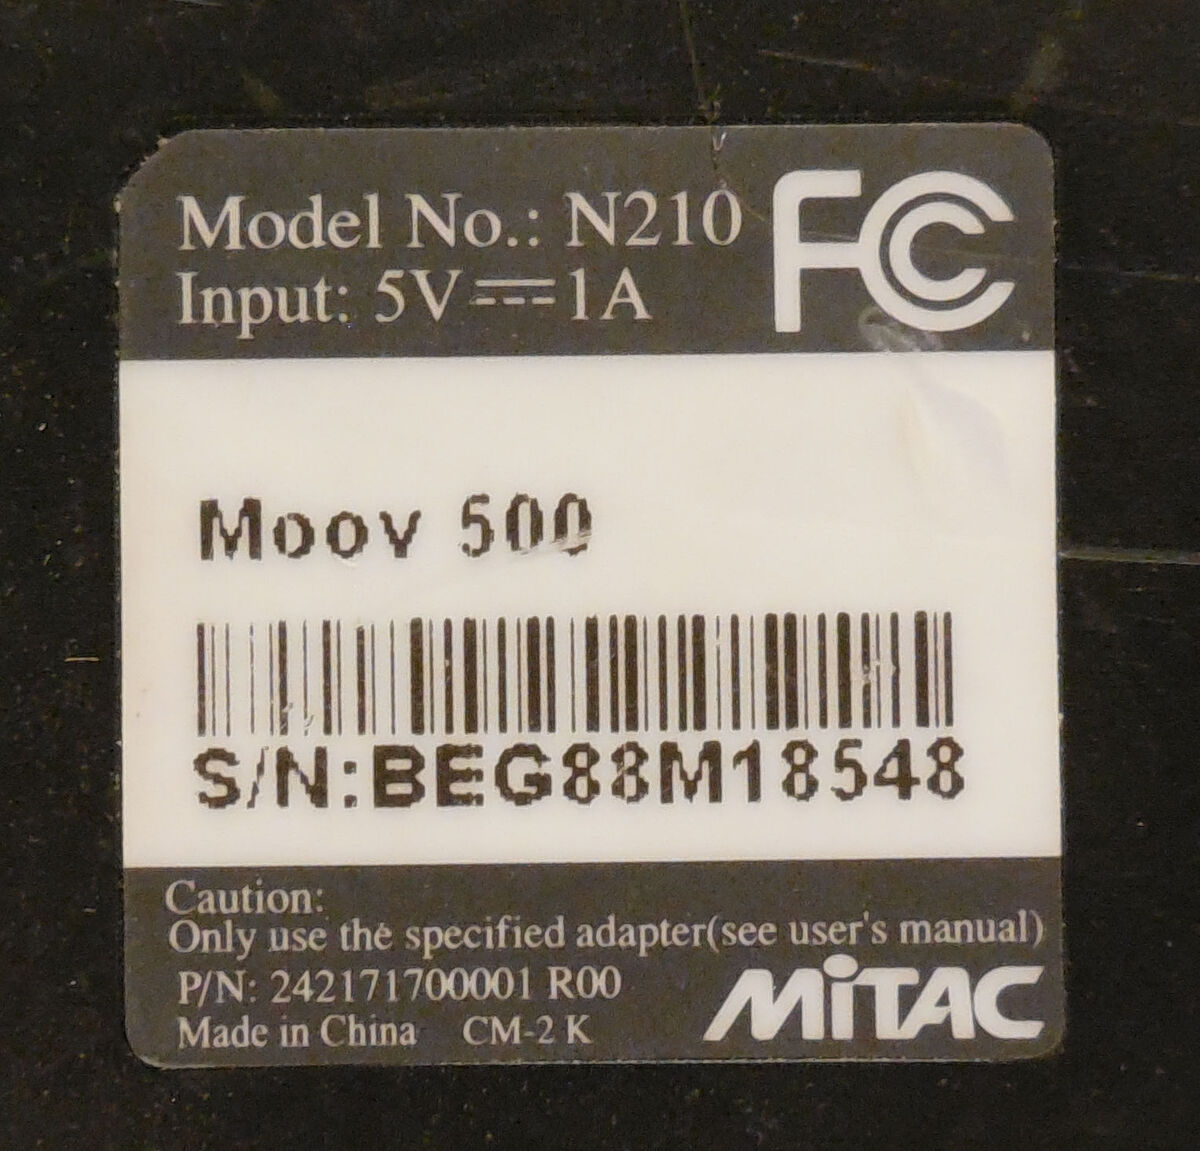 Model No.: N210
FC
Input: 5V⎓1A
Moov 500
S/N:BEG88M18548
Caution:
Only use the specified adapter(see user's manual)
P/N: 242171700001 R00
MiTAC
Made in China CM-2 K